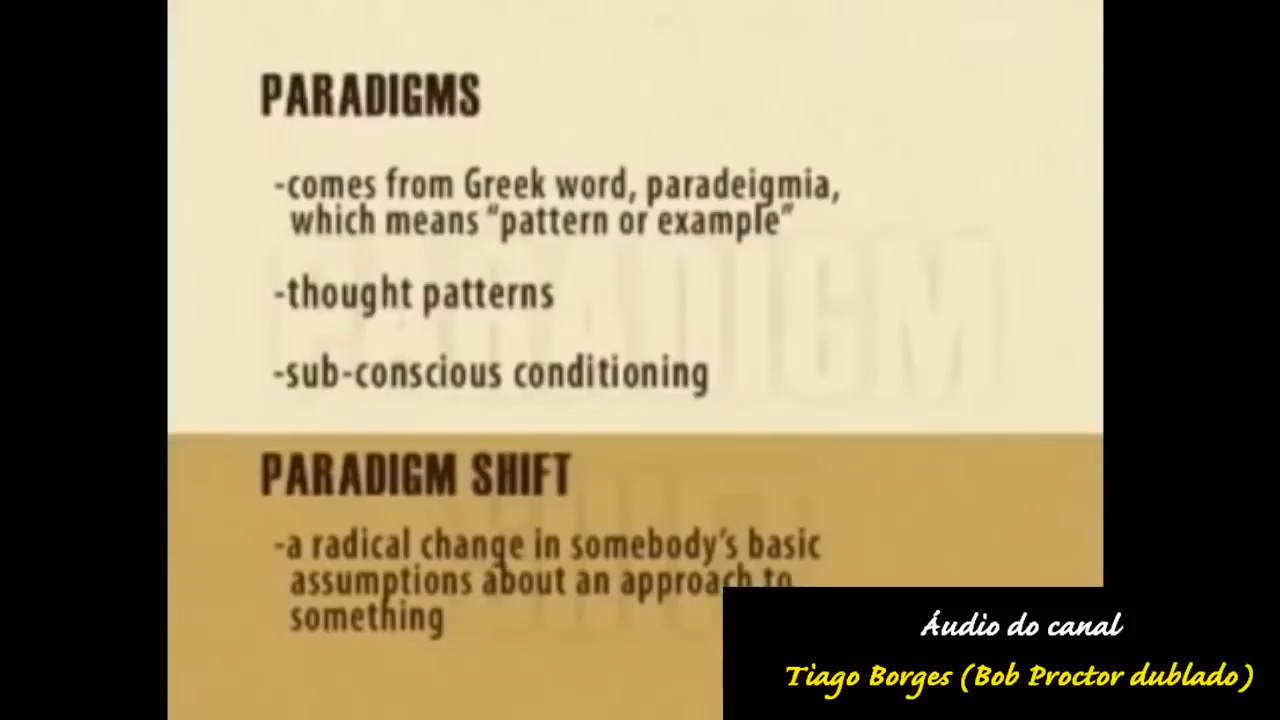 PARADIGMS
-comes from Greek word, paradeigmia,
which means “pattern or example”
-thought patterns
-sub-conscious conditioning
PARADIGM SHIFT
-a radical change in somebody’s basic
assumptions about an approach to
something
Áudio do canal
Tiago Borges (Bob Proctor dublado)